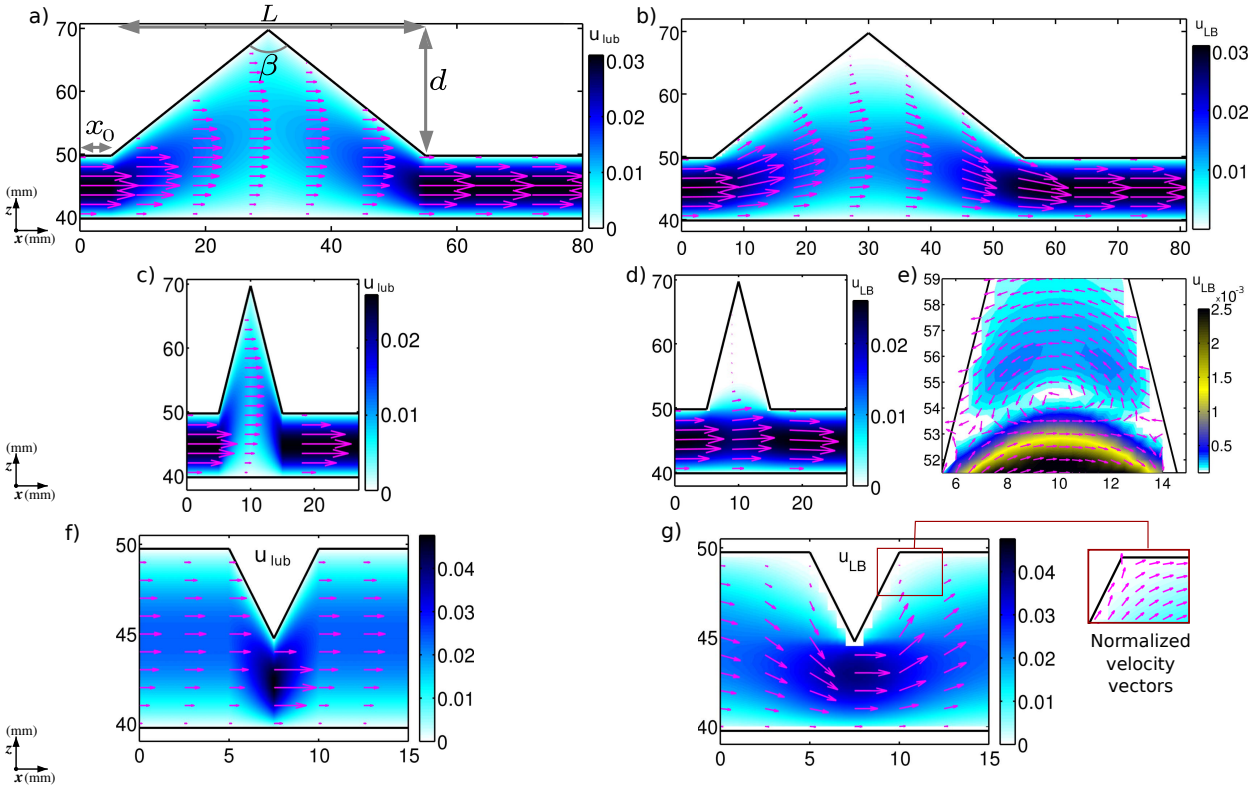 a)
L
u lub
b)
u LB
70
60
50
40
β
d
x0
0.03
0.02
0.01
0
70
60
50
40
0.03
0.02
0.01
(mm)
z
x (mm)
0 20 40 60 80
0 10 20 30 40 50 60 70 80
c)
u lub
d)
u LB
e)
u LB ×10⁻³
70
60
50
40
0.02
0.01
0
70
60
50
40
0.02
0.01
0
59
58
57
56
55
54
53
52
2.5
2
1.5
1
0.5
(mm)
z
x (mm)
0 10 20
0 10 20
6 8 10 12 14
f)
u lub
g)
u LB
50
45
40
0.04
0.03
0.02
0.01
0
50
45
40
0.04
0.03
0.02
0.01
0
Normalized
velocity
vectors
(mm)
z
x (mm)
0 5 10 15
0 5 10 15